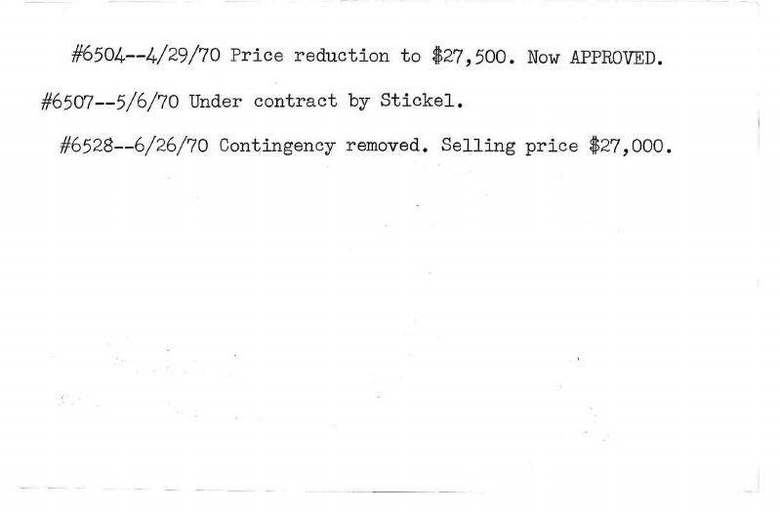 #6504--4/29/70 Price reduction to $27,500. Now APPROVED.
#6507--5/6/70 Under contract by Stickel.
#6528--6/26/70 Contingency removed. Selling price $27,000.